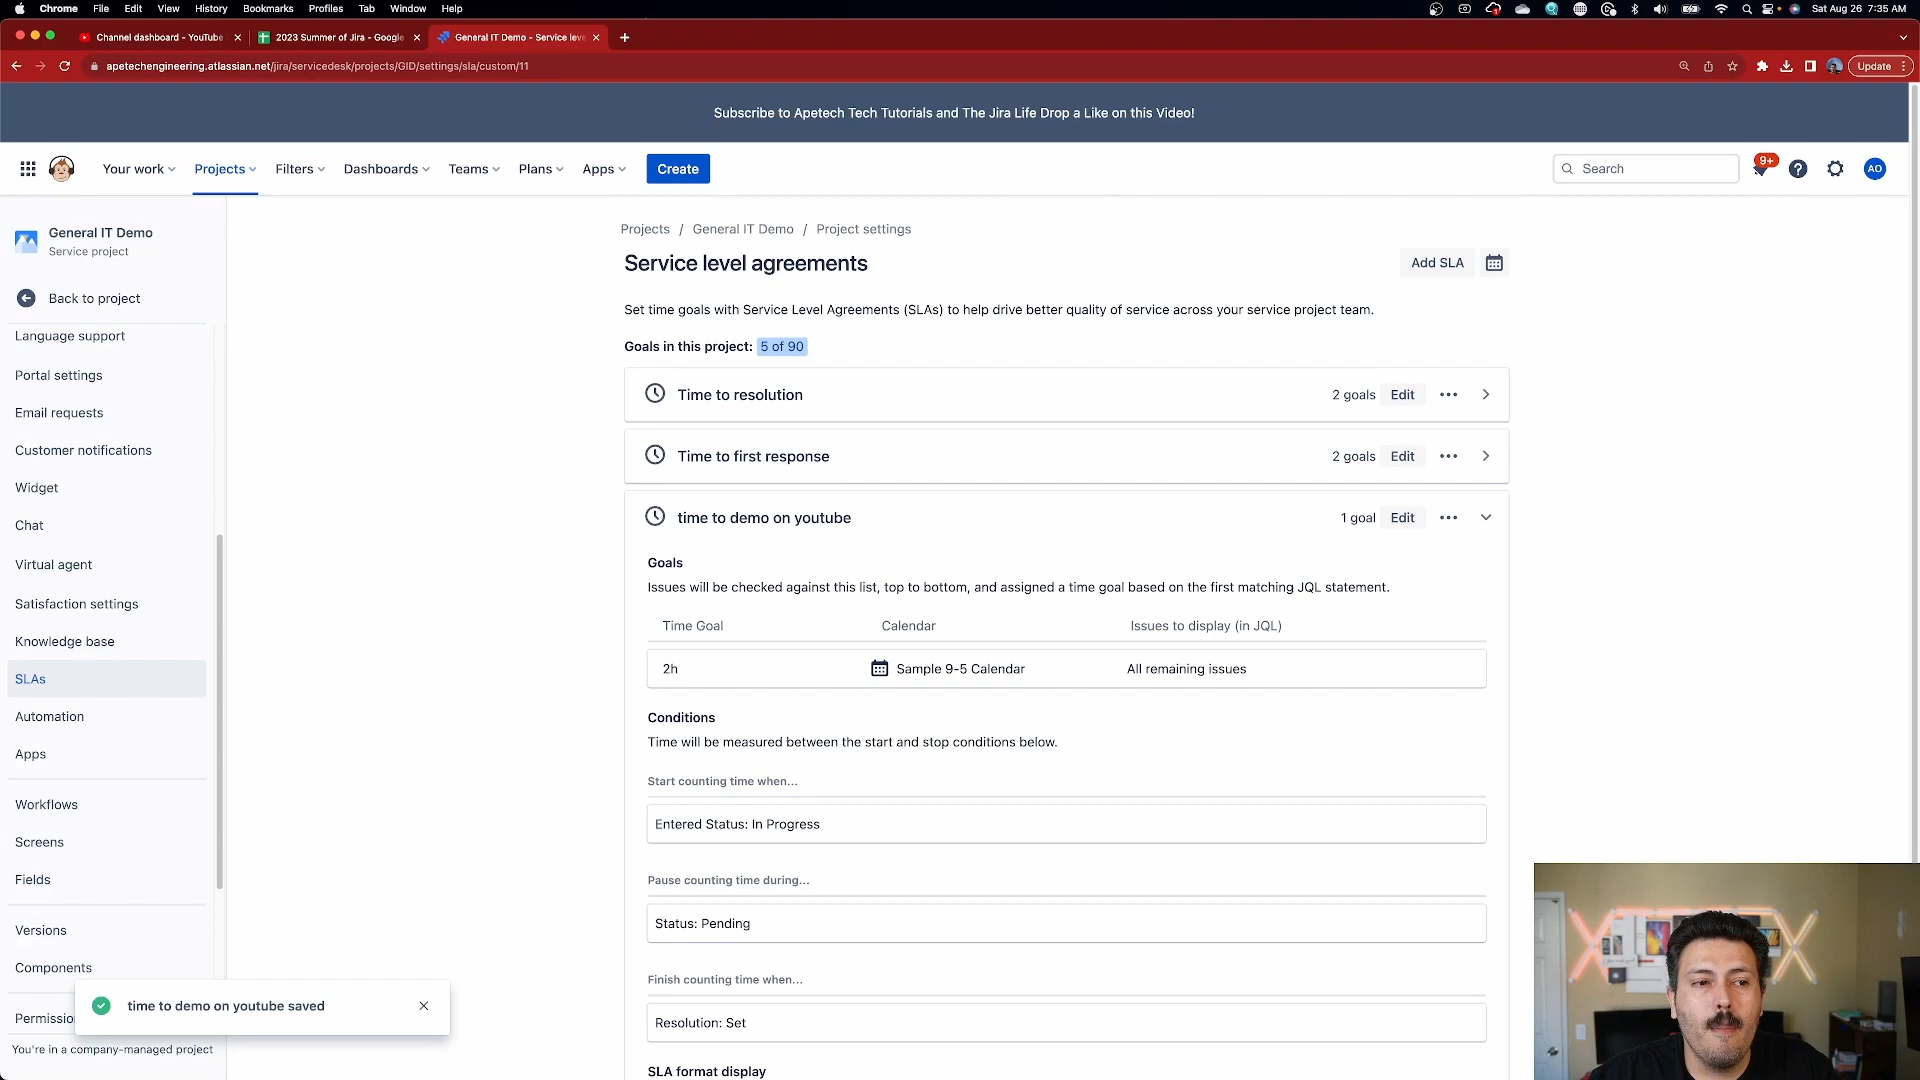 Chrome File Edit View History Bookmarks Profiles Tab Window Help Sat Aug 26 7:35 AM
Channel dashboard - YouTube 2023 Summer of Jira - Google General IT Demo - Service leve
apetechengineering.atlassian.net/jira/servicedesk/projects/GID/settings/sla/custom/11 Update
Subscribe to Apetech Tech Tutorials and The Jira Life Drop a Like on this Video!
Your work Projects Filters Dashboards Teams Plans Apps Create Search 9+ AO
General IT Demo
Service project
Back to project
Language support
Portal settings
Email requests
Customer notifications
Widget
Chat
Virtual agent
Satisfaction settings
Knowledge base
SLAs
Automation
Apps
Workflows
Screens
Fields
Versions
Components
Permissio
You're in a company-managed project
time to demo on youtube saved
Projects / General IT Demo / Project settings
Service level agreements
Add SLA
Set time goals with Service Level Agreements (SLAs) to help drive better quality of service across your service project team.
Goals in this project: 5 of 90
Time to resolution 2 goals Edit
Time to first response 2 goals Edit
time to demo on youtube 1 goal Edit
Goals
Issues will be checked against this list, top to bottom, and assigned a time goal based on the first matching JQL statement.
Time Goal Calendar Issues to display (in JQL)
2h Sample 9-5 Calendar All remaining issues
Conditions
Time will be measured between the start and stop conditions below.
Start counting time when...
Entered Status: In Progress
Pause counting time during...
Status: Pending
Finish counting time when...
Resolution: Set
SLA format display